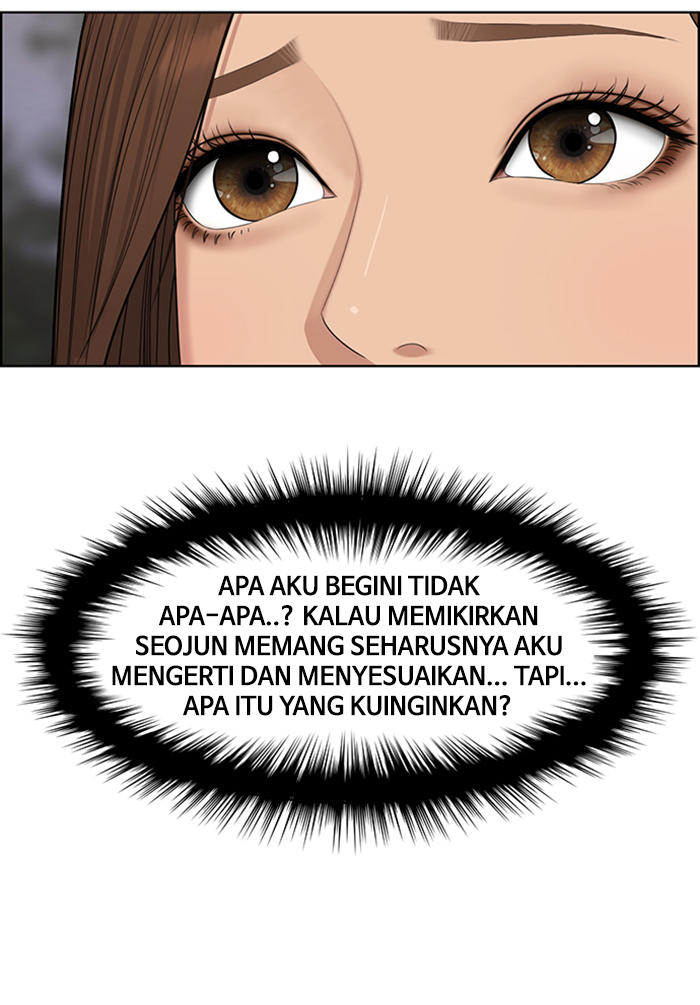 APA AKU BEGINI TIDAK
APA-APA..? KALAU MEMIKIRKAN
SEOJUN MEMANG SEHARUSNYA AKU
MENGERTI DAN MENYESUAIKAN... TAPI...
APA ITU YANG KUINGINKAN?